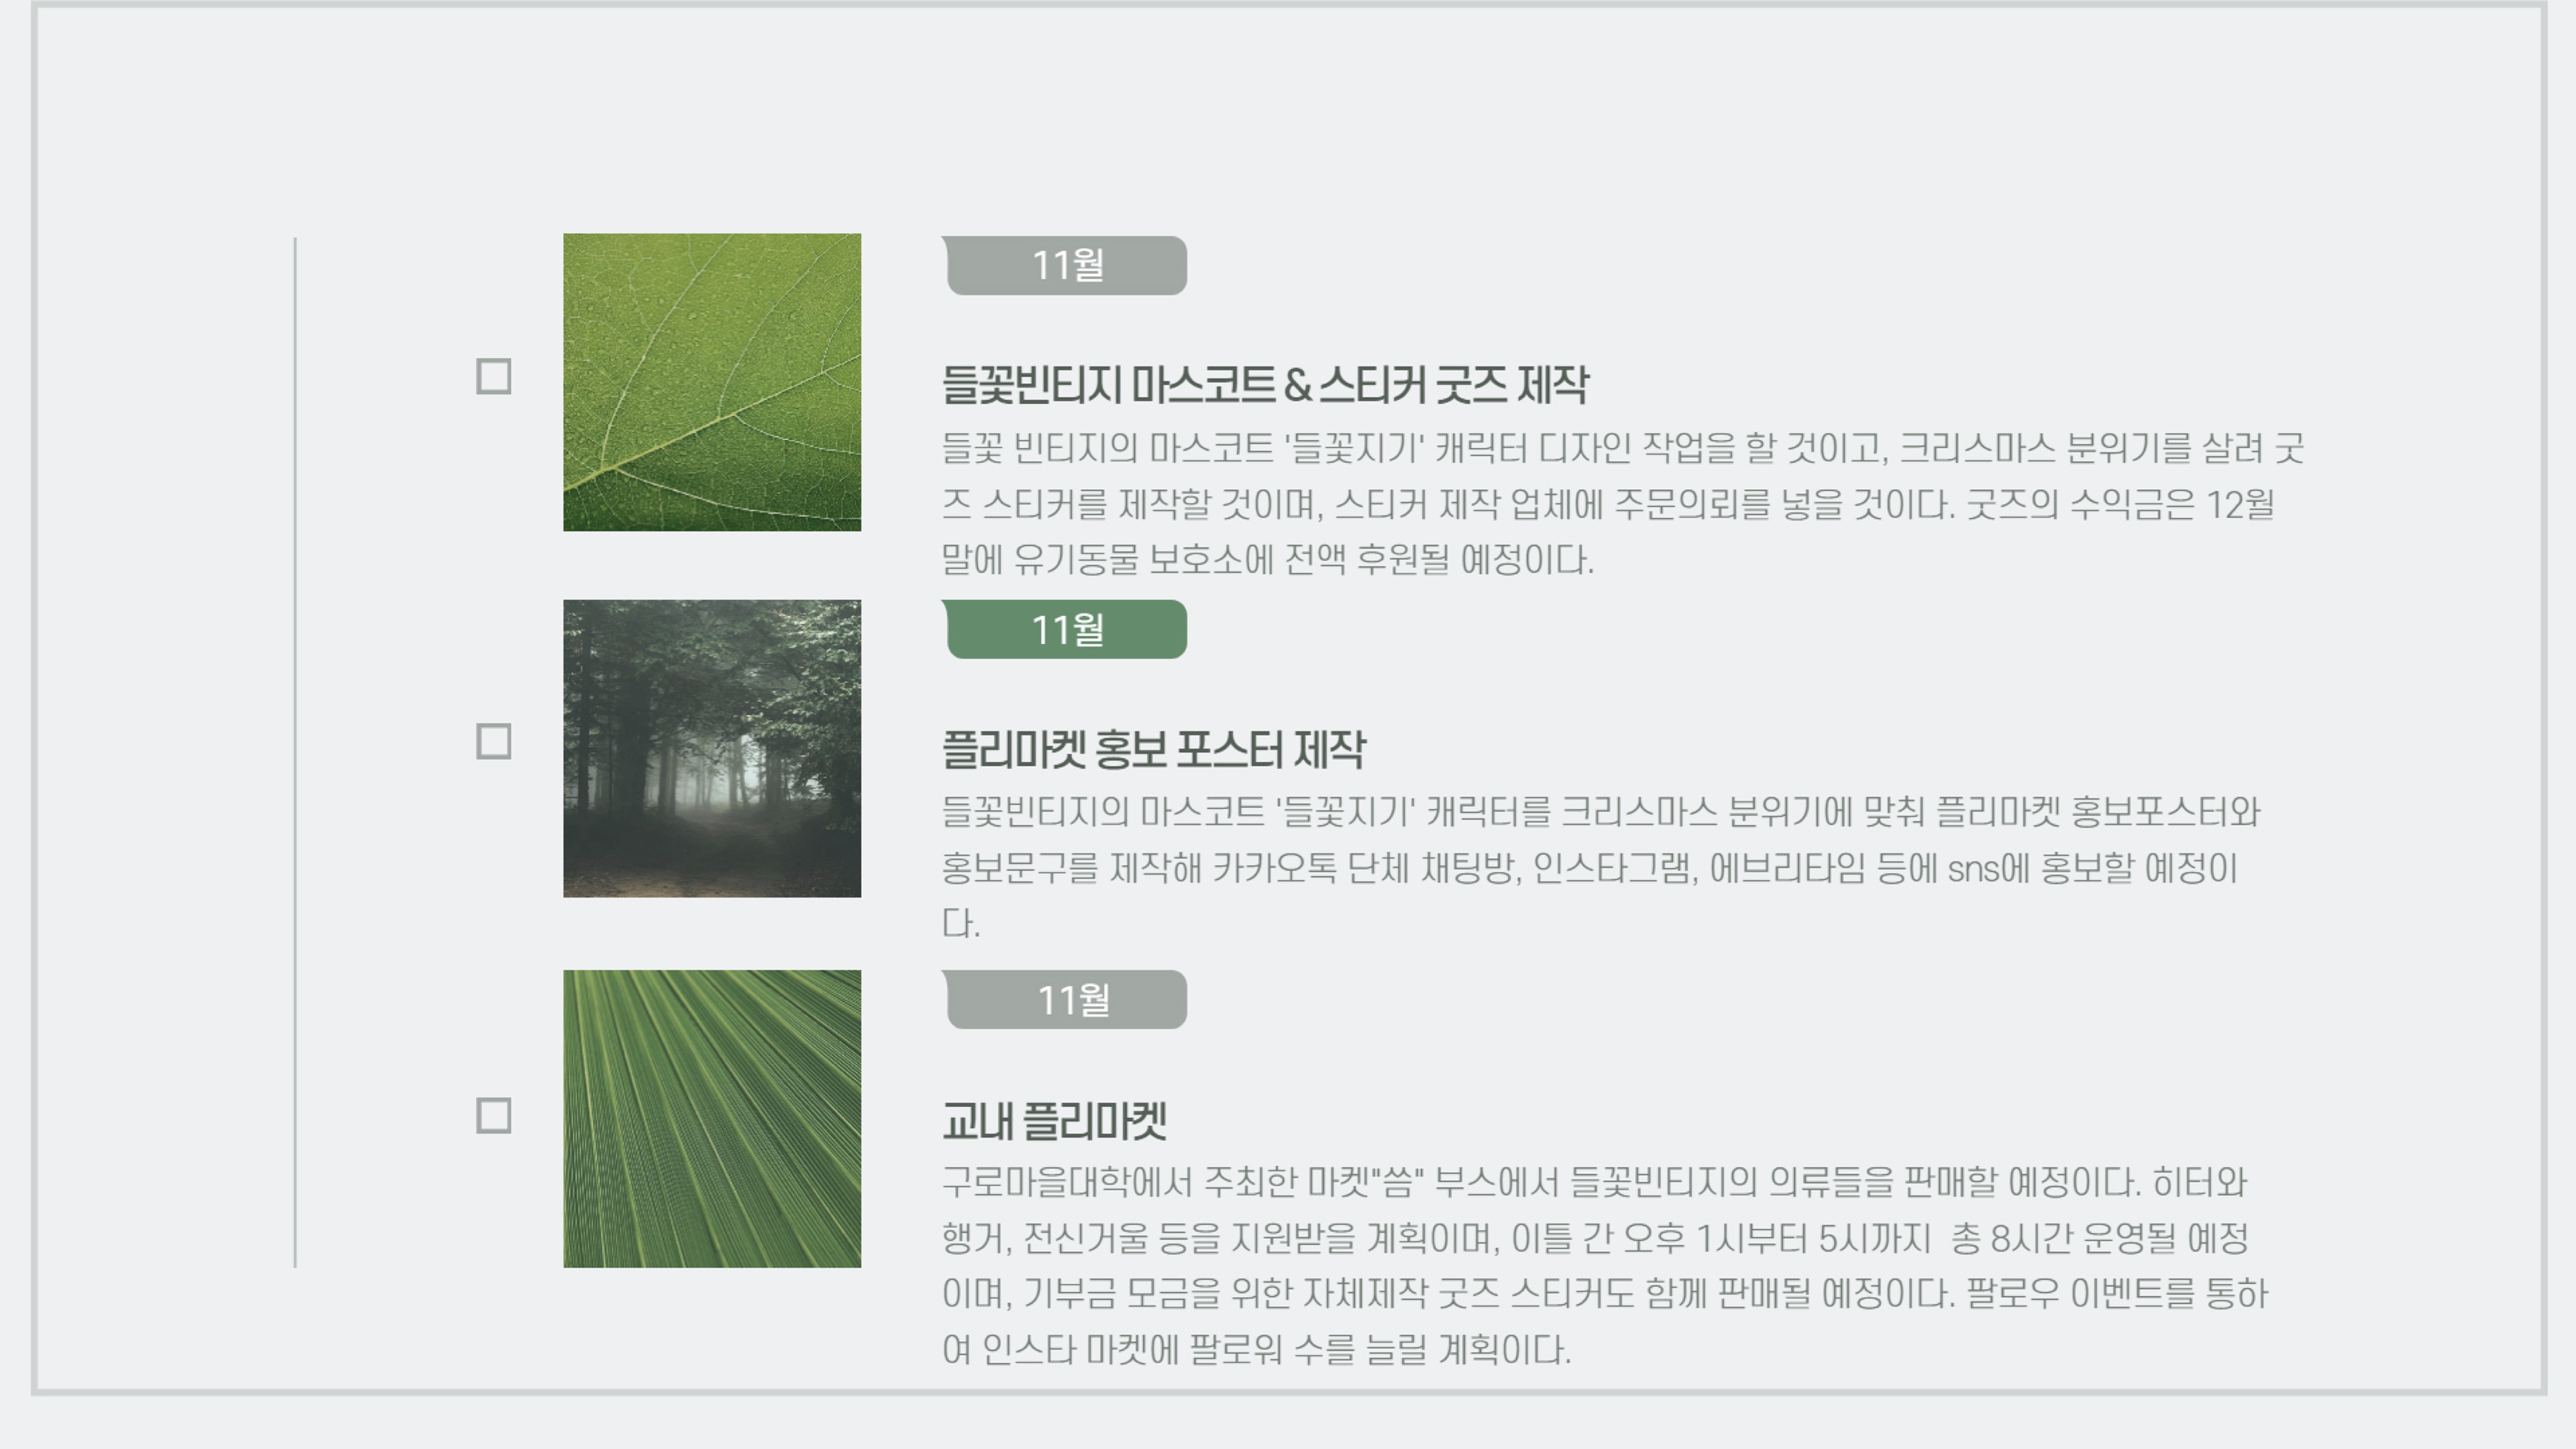 11월
들꽃빈티지 마스코트 & 스티커 굿즈 제작
들꽃 빈티지의 마스코트 '들꽃지기' 캐릭터 디자인 작업을 할 것이고, 크리스마스 분위기를 살려 굿
즈 스티커를 제작할 것이며, 스티커 제작 업체에 주문의뢰를 넣을 것이다. 굿즈의 수익금은 12월
말에 유기동물 보호소에 전액 후원될 예정이다.
11월
플리마켓 홍보 포스터 제작
들꽃빈티지의 마스코트 '들꽃지기' 캐릭터를 크리스마스 분위기에 맞춰 플리마켓 홍보포스터와
홍보문구를 제작해 카카오톡 단체 채팅방, 인스타그램, 에브리타임 등에 sns에 홍보할 예정이
다.
11월
교내 플리마켓
구로마을대학에서 주최한 마켓"씀" 부스에서 들꽃빈티지의 의류들을 판매할 예정이다. 히터와
행거, 전신거울 등을 지원받을 계획이며, 이틀 간 오후 1시부터 5시까지  총 8시간 운영될 예정
이며, 기부금 모금을 위한 자체제작 굿즈 스티커도 함께 판매될 예정이다. 팔로우 이벤트를 통하
여 인스타 마켓에 팔로워 수를 늘릴 계획이다.